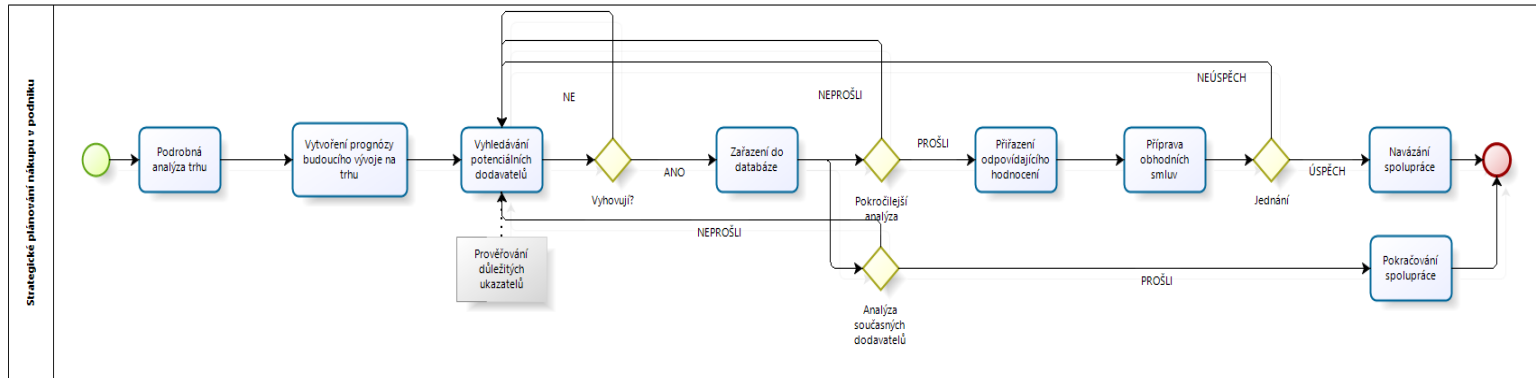 Strategické plánování nákupu v podniku
Podrobná
analýza trhu
Vytvoření prognózy
budoucího vývoje na
trhu
Vyhledávání
potenciálních
dodavatelů
NE
Vyhovují?
ANO
Zařazení do
databáze
NEPROŠLI
Pokročilejší
analýza
PROŠLI
Přiřazení
odpovídajícího
hodnocení
Příprava
obhodních
smluv
NEÚSPĚCH
Jednání
ÚSPĚCH
Navázání
spolupráce
Prověřování
důležitých
ukazatelů
NEPROŠLI
Analýza
současných
dodavatelů
PROŠLI
Pokračování
spolupráce